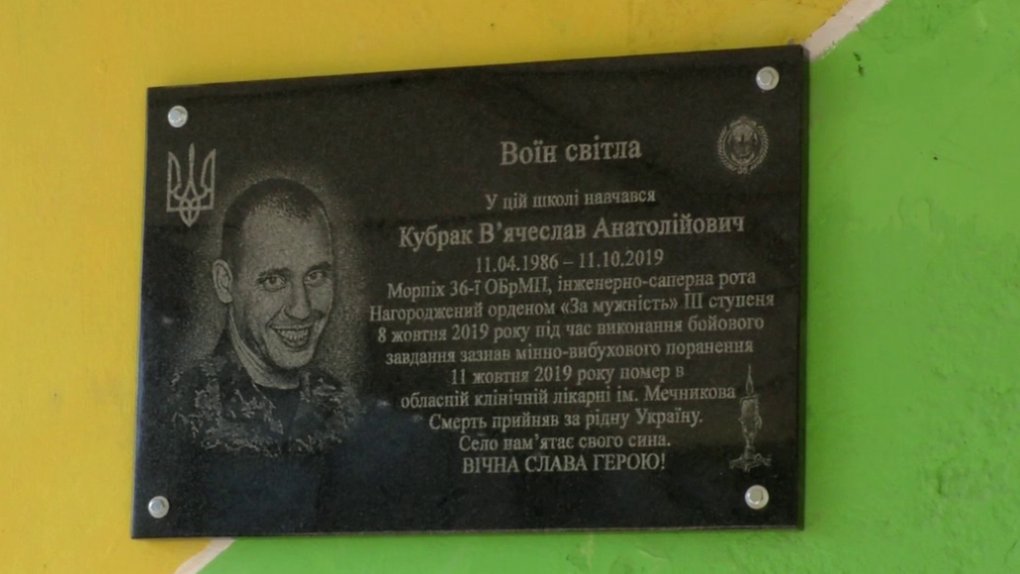 Воїн світла
У цій школі навчався
Кубрак В'ячеслав Анатолійович
11.04.1986 – 11.10.2019
Морпіх 36-ї ОБрМП, інженерно-саперна рота
Нагороджений орденом «За мужність» III ступеня
8 жовтня 2019 року під час виконання бойового
завдання зазнав мінно-вибухового поранення
11 жовтня 2019 року помер в
обласній клінічній лікарні ім. Мечникова
Смерть прийняв за рідну Україну.
Село пам'ятає свого сина.
ВІЧНА СЛАВА ГЕРОЮ!